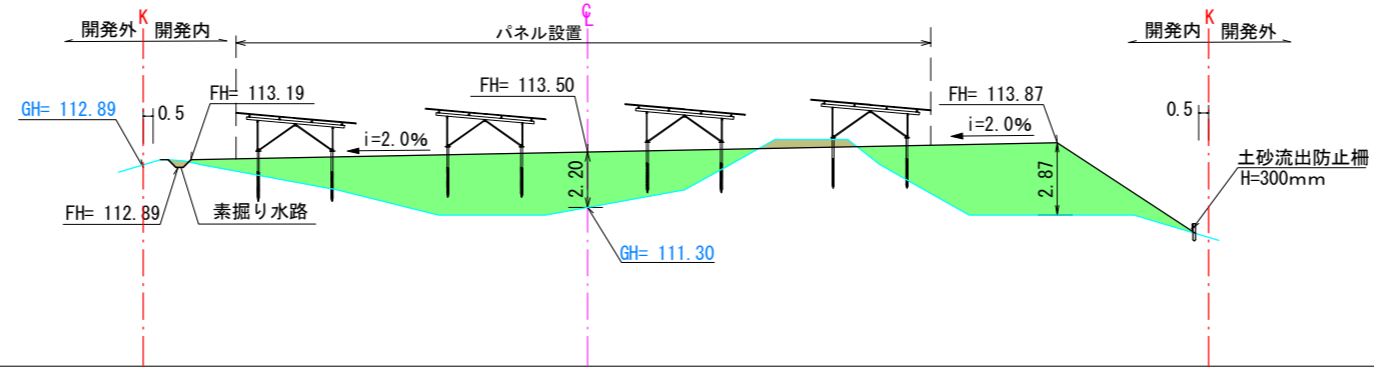 K
開発外
開発内
パネル設置
CL
K
開発内
開発外
GH= 112.89
0.5
FH= 113.19
i=2.0%
FH= 113.50
FH= 113.87
i=2.0%
0.5
土砂流出防止柵
H=300mm
2.20
2.87
FH= 112.89
素掘り水路
GH= 111.30